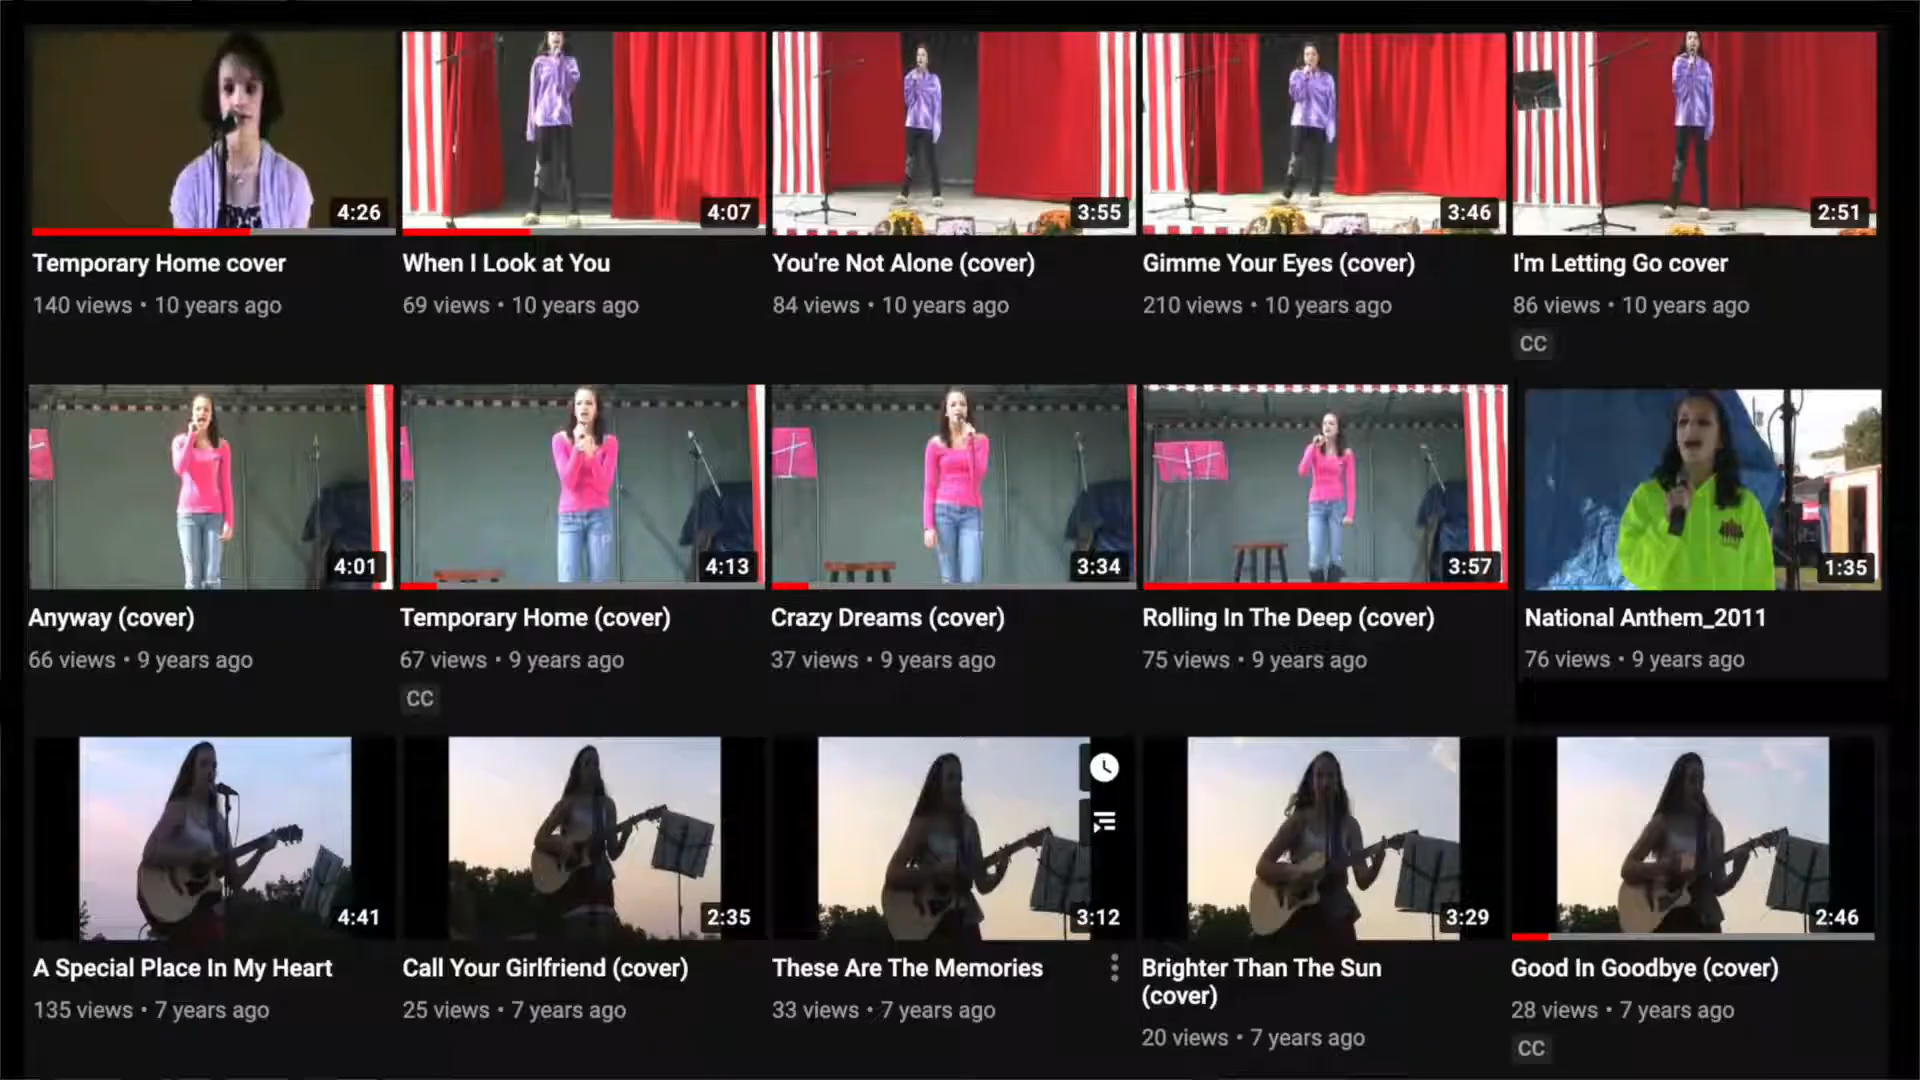 4:26
4:07
3:55
3:46
2:51
Temporary Home cover
When I Look at You
You're Not Alone (cover)
Gimme Your Eyes (cover)
I'm Letting Go cover
140 views • 10 years ago
69 views • 10 years ago
84 views • 10 years ago
210 views • 10 years ago
86 views • 10 years ago
CC
4:01
4:13
3:34
3:57
1:35
Anyway (cover)
Temporary Home (cover)
Crazy Dreams (cover)
Rolling In The Deep (cover)
National Anthem_2011
66 views • 9 years ago
67 views • 9 years ago
37 views • 9 years ago
75 views • 9 years ago
76 views • 9 years ago
CC
4:41
2:35
3:12
3:29
2:46
A Special Place In My Heart
Call Your Girlfriend (cover)
These Are The Memories
Brighter Than The Sun
(cover)
Good In Goodbye (cover)
135 views • 7 years ago
25 views • 7 years ago
33 views • 7 years ago
20 views • 7 years ago
28 views • 7 years ago
CC